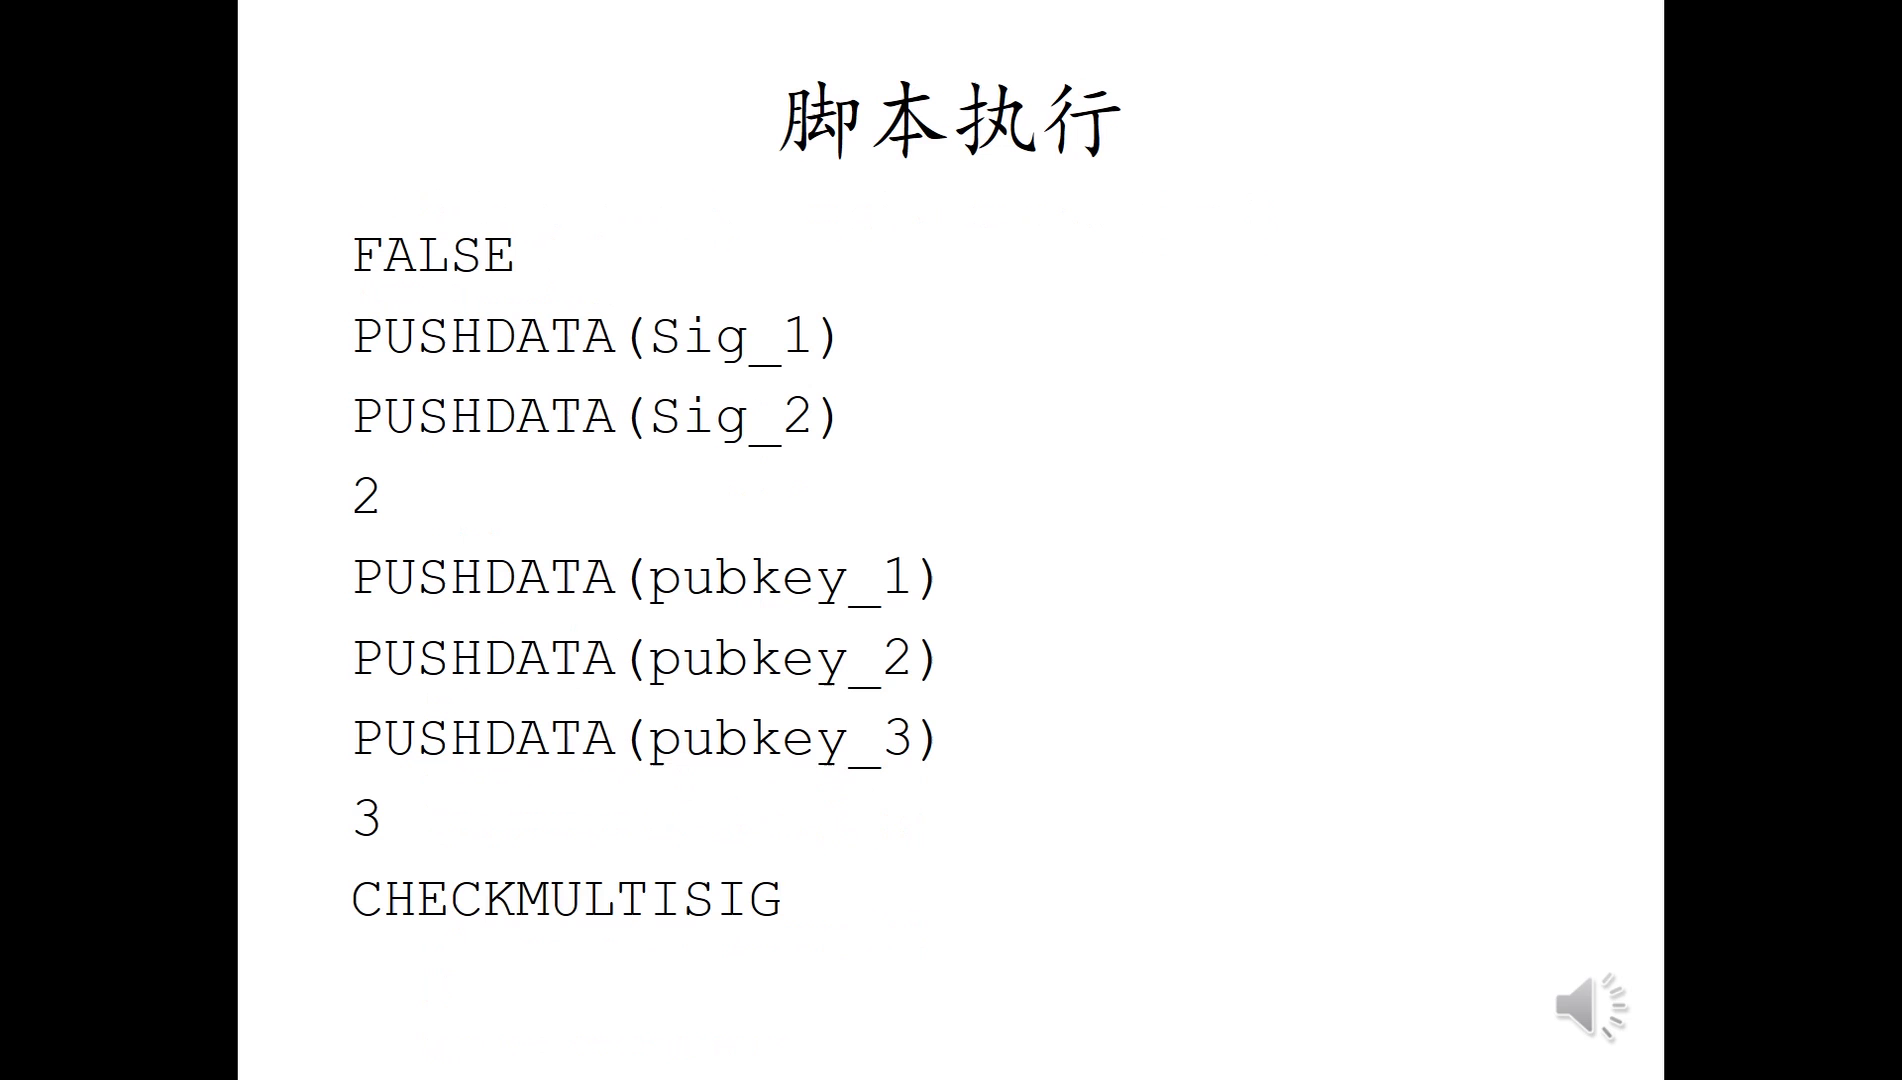 脚本执行
FALSE
PUSHDATA(Sig_1)
PUSHDATA(Sig_2)
2
PUSHDATA(pubkey_1)
PUSHDATA(pubkey_2)
PUSHDATA(pubkey_3)
3
CHECKMULTISIG